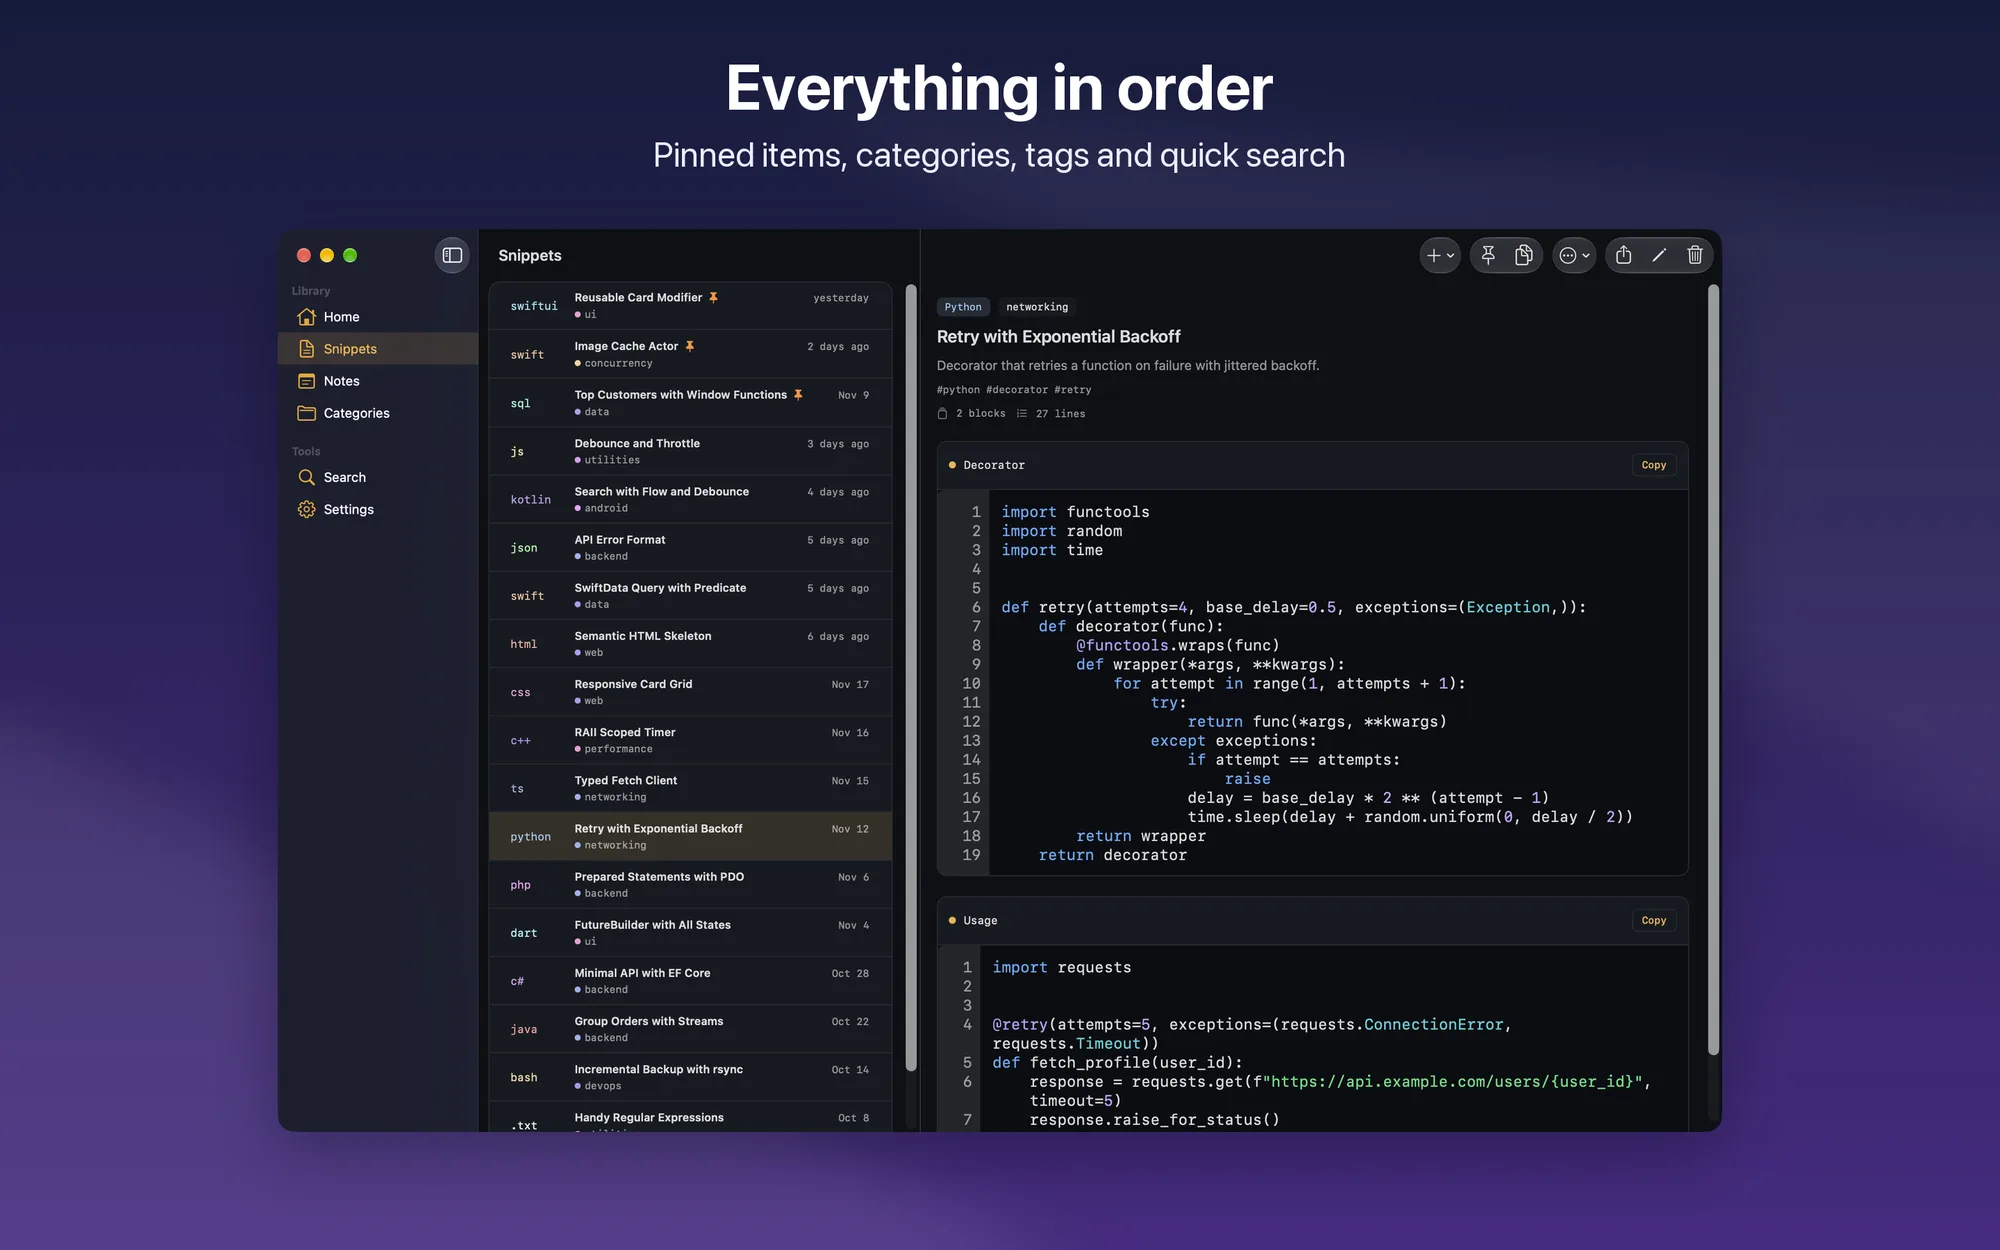 Everything in order
Pinned items, categories, tags and quick search
Library
Home
Snippets
Notes
Categories
Tools
Search
Settings
Snippets
swiftui
Reusable Card Modifier
yesterday
ui
swift
Image Cache Actor
2 days ago
concurrency
sql
Top Customers with Window Functions
Nov 9
data
js
Debounce and Throttle
3 days ago
utilities
kotlin
Search with Flow and Debounce
4 days ago
android
json
API Error Format
5 days ago
backend
swift
SwiftData Query with Predicate
5 days ago
data
html
Semantic HTML Skeleton
6 days ago
web
css
Responsive Card Grid
Nov 17
web
c++
RAII Scoped Timer
Nov 16
performance
ts
Typed Fetch Client
Nov 15
networking
python
Retry with Exponential Backoff
Nov 12
networking
php
Prepared Statements with PDO
Nov 6
backend
dart
FutureBuilder with All States
Nov 4
ui
c#
Minimal API with EF Core
Oct 28
backend
java
Group Orders with Streams
Oct 22
backend
bash
Incremental Backup with rsync
Oct 14
devops
.txt
Handy Regular Expressions
Oct 8
Python networking
Retry with Exponential Backoff
Decorator that retries a function on failure with jittered backoff.
#python #decorator #retry
2 blocks 27 lines
Decorator
Copy
1 import functools
2 import random
3 import time
4
5
6 def retry(attempts=4, base_delay=0.5, exceptions=(Exception,)):
7 def decorator(func):
8 @functools.wraps(func)
9 def wrapper(*args, **kwargs):
10 for attempt in range(1, attempts + 1):
11 try:
12 return func(*args, **kwargs)
13 except exceptions:
14 if attempt == attempts:
15 raise
16 delay = base_delay * 2 ** (attempt - 1)
17 time.sleep(delay + random.uniform(0, delay / 2))
18 return wrapper
19 return decorator
Usage
Copy
1 import requests
2
3
4 @retry(attempts=5, exceptions=(requests.ConnectionError,
requests.Timeout))
5 def fetch_profile(user_id):
6 response = requests.get(f"https://api.example.com/users/{user_id}",
timeout=5)
7 response.raise_for_status()